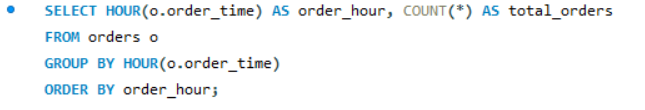 SELECT HOUR(o.order_time) AS order_hour, COUNT(*) AS total_orders
FROM orders o
GROUP BY HOUR(o.order_time)
ORDER BY order_hour;